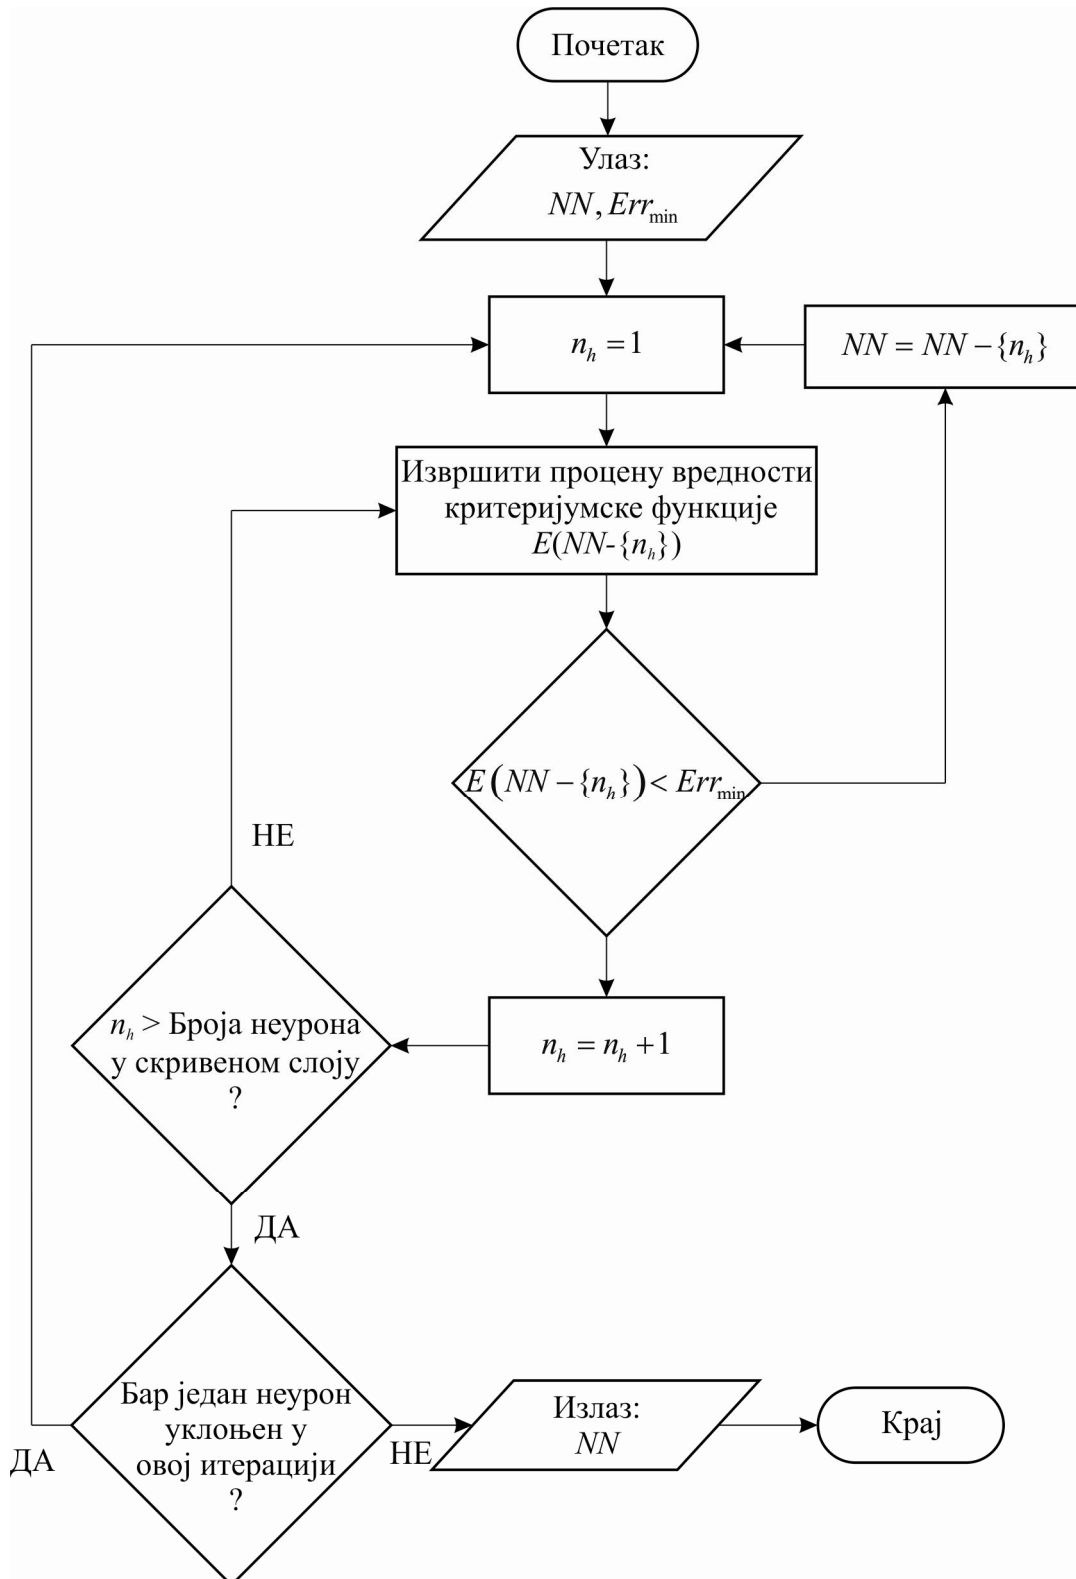 Почетак
Улаз:
NN, Err_min
n_h = 1
NN = NN − {n_h}
Извршити процену вредности
критеријумске функције
E(NN-{n_h})
E(NN − {n_h}) < Err_min
НЕ
n_h = n_h + 1
n_h > Броја неурона
у скривеном слоју
?
ДА
Бар један неурон
уклоњен у
овој итерацији
?
ДА
НЕ
Излаз:
NN
Крај